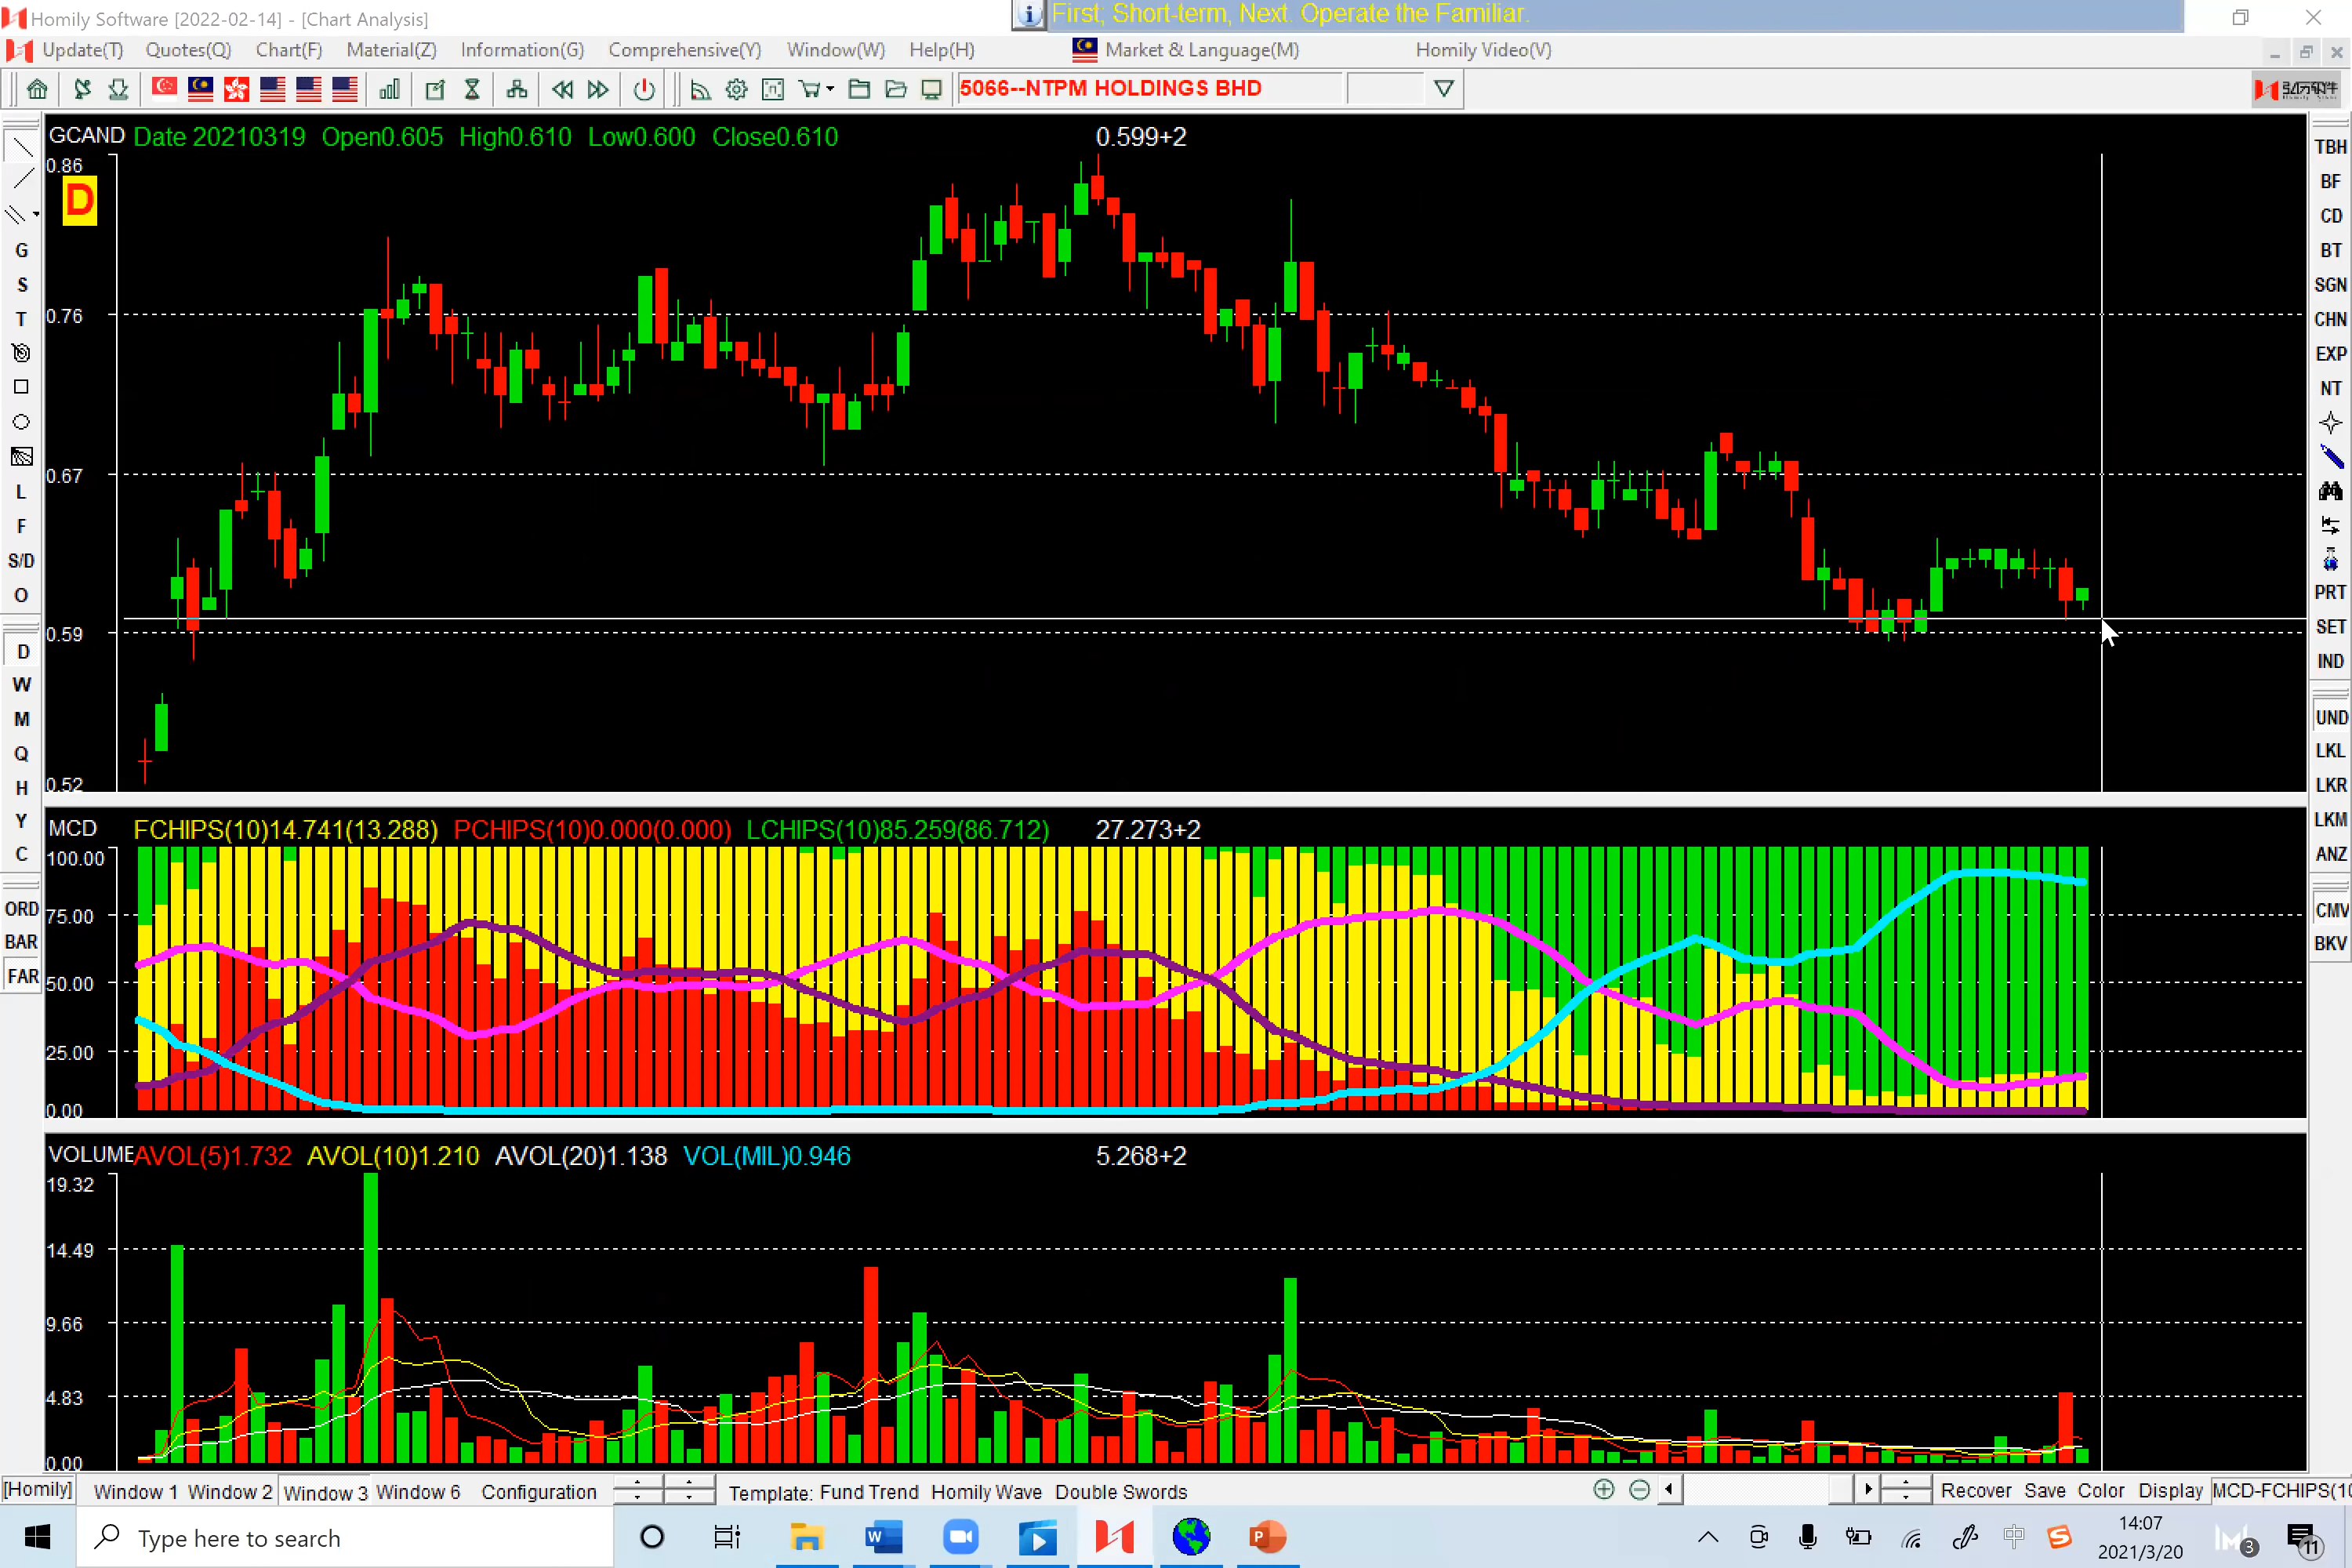 Homily Software [2022-02-14] - [Chart Analysis]
First; Short-term, Next. Operate the Familiar.
Update(T) Quotes(Q) Chart(F) Material(Z) Information(G) Comprehensive(Y) Window(W) Help(H) Market & Language(M) Homily Video(V)
5066--NTPM HOLDINGS BHD
GCAND Date 20210319 Open0.605 High0.610 Low0.600 Close0.610 0.599+2
0.86
D
0.76
0.67
0.59
0.52
MCD FCHIPS(10)14.741(13.288) PCHIPS(10)0.000(0.000) LCHIPS(10)85.259(86.712) 27.273+2
100.00
75.00
50.00
25.00
0.00
VOLUME AVOL(5)1.732 AVOL(10)1.210 AVOL(20)1.138 VOL(MIL)0.946 5.268+2
19.32
14.49
9.66
4.83
0.00
G
S
T
L
F
S/D
O
D
W
M
Q
H
Y
C
ORD
BAR
FAR
TBH
BF
CD
BT
SGN
CHN
EXP
NT
PRT
SET
IND
UND
LKL
LKR
LKM
ANZ
CMV
BKV
[Homily] Window 1 Window 2 Window 3 Window 6 Configuration Template: Fund Trend Homily Wave Double Swords Recover Save Color Display MCD-FCHIPS(10
Type here to search
中
14:07
2021/3/20
3
11